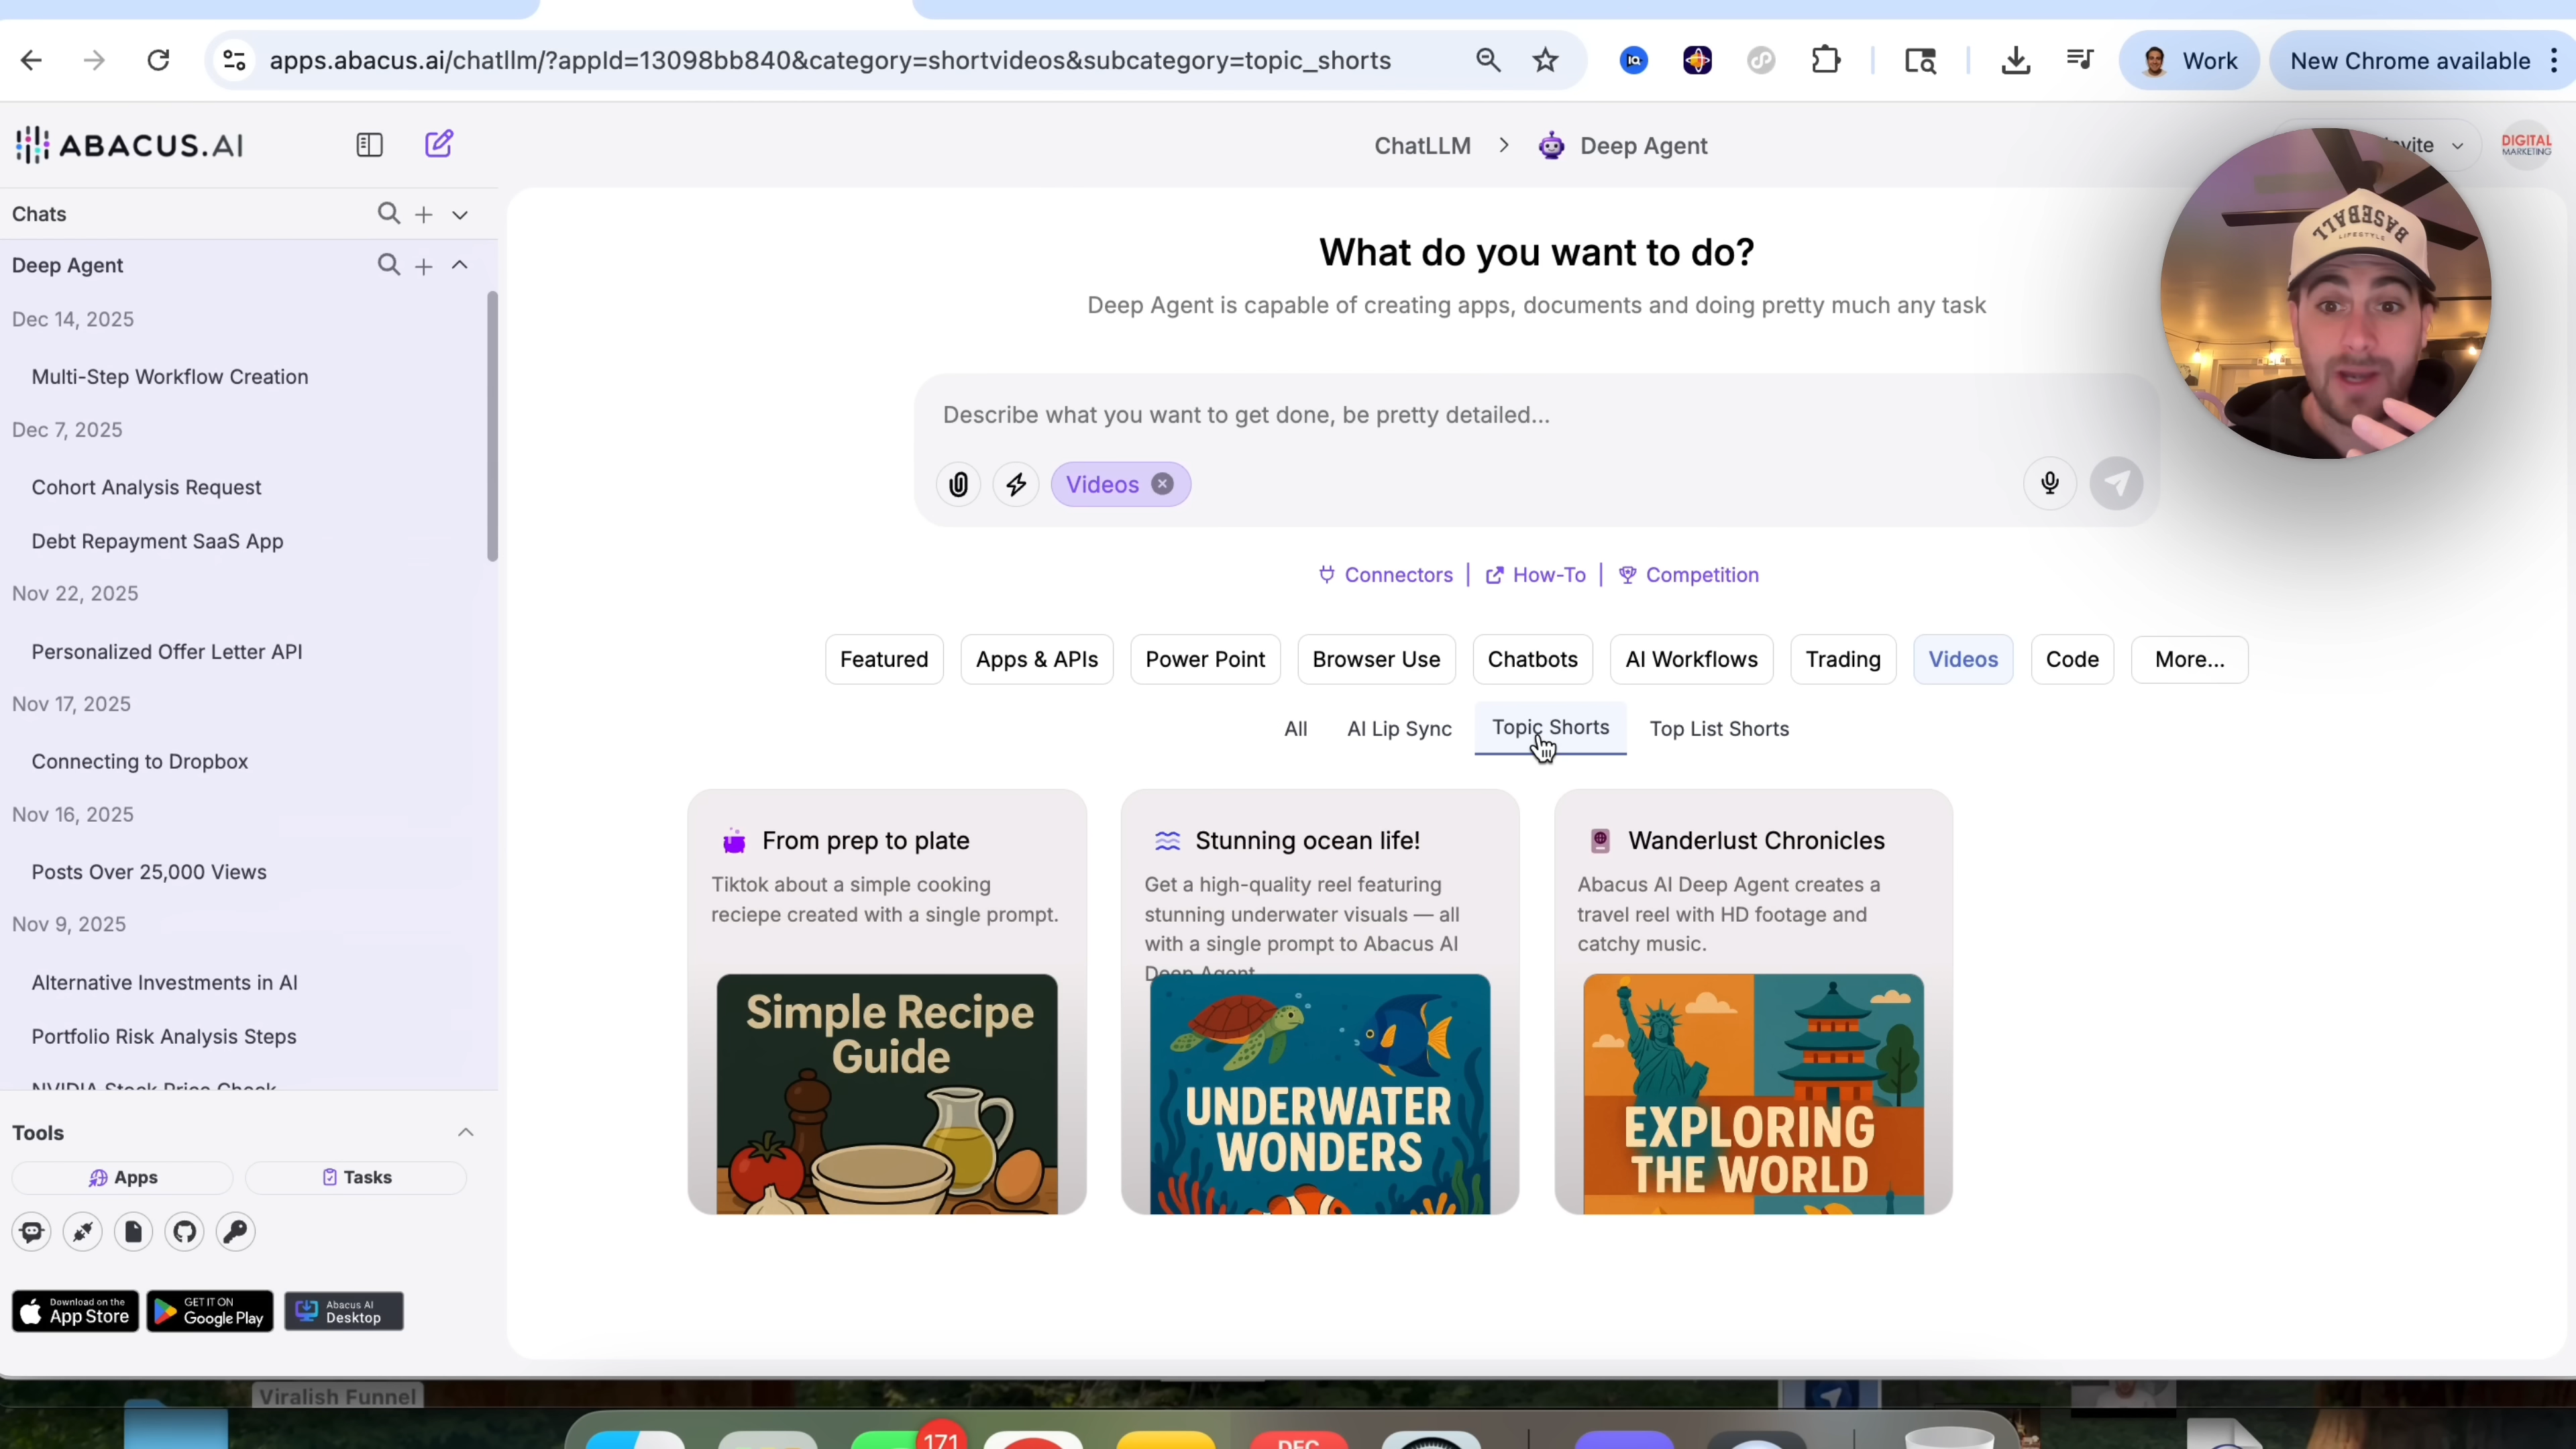 apps.abacus.ai/chatllm/?appId=13098bb840&category=shortvideos&subcategory=topic_shorts
Work
New Chrome available
ABACUS.AI
ChatLLM
Deep Agent
DIGITAL
MARKETING
BASEBALL
LIFESTYLE
Chats
Deep Agent
Dec 14, 2025
Multi-Step Workflow Creation
Dec 7, 2025
Cohort Analysis Request
Debt Repayment SaaS App
Nov 22, 2025
Personalized Offer Letter API
Nov 17, 2025
Connecting to Dropbox
Nov 16, 2025
Posts Over 25,000 Views
Nov 9, 2025
Alternative Investments in AI
Portfolio Risk Analysis Steps
NVIDIA Stock Price Check
Tools
Apps
Tasks
Download on the
App Store
GET IT ON
Google Play
Abacus AI
Desktop
What do you want to do?
Deep Agent is capable of creating apps, documents and doing pretty much any task
Describe what you want to get done, be pretty detailed...
Videos
Connectors
How-To
Competition
Featured
Apps & APIs
Power Point
Browser Use
Chatbots
AI Workflows
Trading
Videos
Code
More...
All
AI Lip Sync
Topic Shorts
Top List Shorts
From prep to plate
Tiktok about a simple cooking
reciepe created with a single prompt.
Simple Recipe
Guide
Stunning ocean life!
Get a high-quality reel featuring
stunning underwater visuals — all
with a single prompt to Abacus AI
Deep Agent
UNDERWATER
WONDERS
Wanderlust Chronicles
Abacus AI Deep Agent creates a
travel reel with HD footage and
catchy music.
EXPLORING
THE WORLD
Viralish Funnel
171
DEC